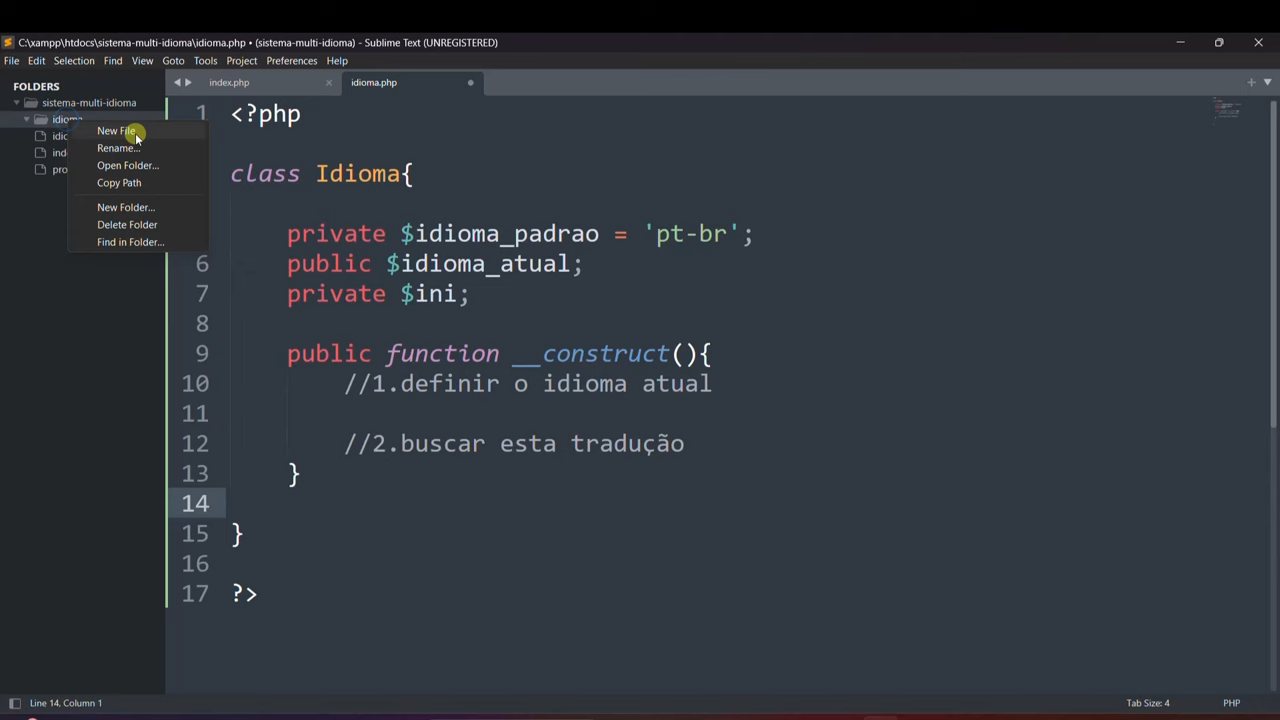 C:\xampp\htdocs\sistema-multi-idioma\idioma.php • (sistema-multi-idioma) - Sublime Text (UNREGISTERED)
File Edit Selection Find View Goto Tools Project Preferences Help
FOLDERS
index.php
idioma.php
sistema-multi-idioma
idioma
New File
Rename...
Open Folder...
Copy Path
New Folder...
Delete Folder
Find in Folder...
1 <?php
class Idioma{
private $idioma_padrao = 'pt-br';
6 public $idioma_atual;
7 private $ini;
8
9 public function __construct(){
10 //1.definir o idioma atual
11
12 //2.buscar esta tradução
13 }
14
15 }
16
17 ?>
Line 14, Column 1
Tab Size: 4
PHP